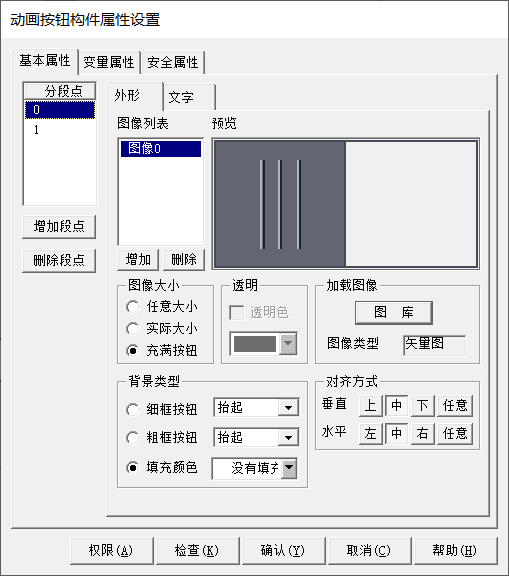 动画按钮构件属性设置
基本属性 变量属性 安全属性
分段点
0
1
增加段点
删除段点
外形 文字
图像列表 预览
图像0
增加 删除
图像大小
任意大小
实际大小
充满按钮
透明
透明色
加载图像
图 库
图像类型 矢量图
背景类型
细框按钮 抬起
粗框按钮 抬起
填充颜色 没有填充
对齐方式
垂直 上 中 下 任意
水平 左 中 右 任意
权限(A) 检查(K) 确认(Y) 取消(C) 帮助(H)